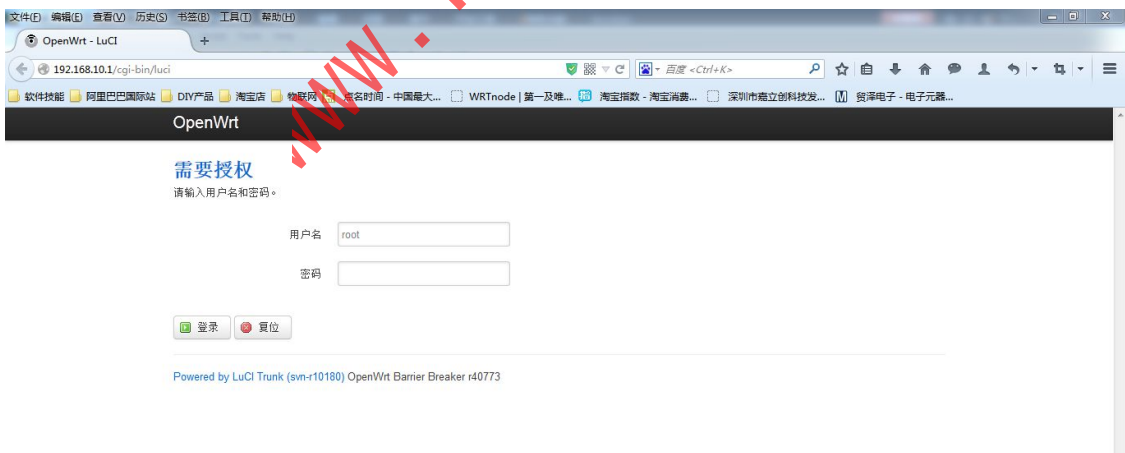 文件(F) 编辑(E) 查看(V) 历史(S) 书签(B) 工具(T) 帮助(H)
OpenWrt - LuCI
192.168.10.1/cgi-bin/luci 百度 <Ctrl+K>
软件技能 阿里巴巴国际站 DIY产品 淘宝店 物联网 点名时间 - 中国最大... WRTnode | 第一及唯... 淘宝指数 - 淘宝消费... 深圳市嘉立创科技发... 贸泽电子 - 电子元器...
OpenWrt
需要授权
请输入用户名和密码。
用户名 root
密码
登录 复位
Powered by LuCI Trunk (svn-r10180) OpenWrt Barrier Breaker r40773
www.